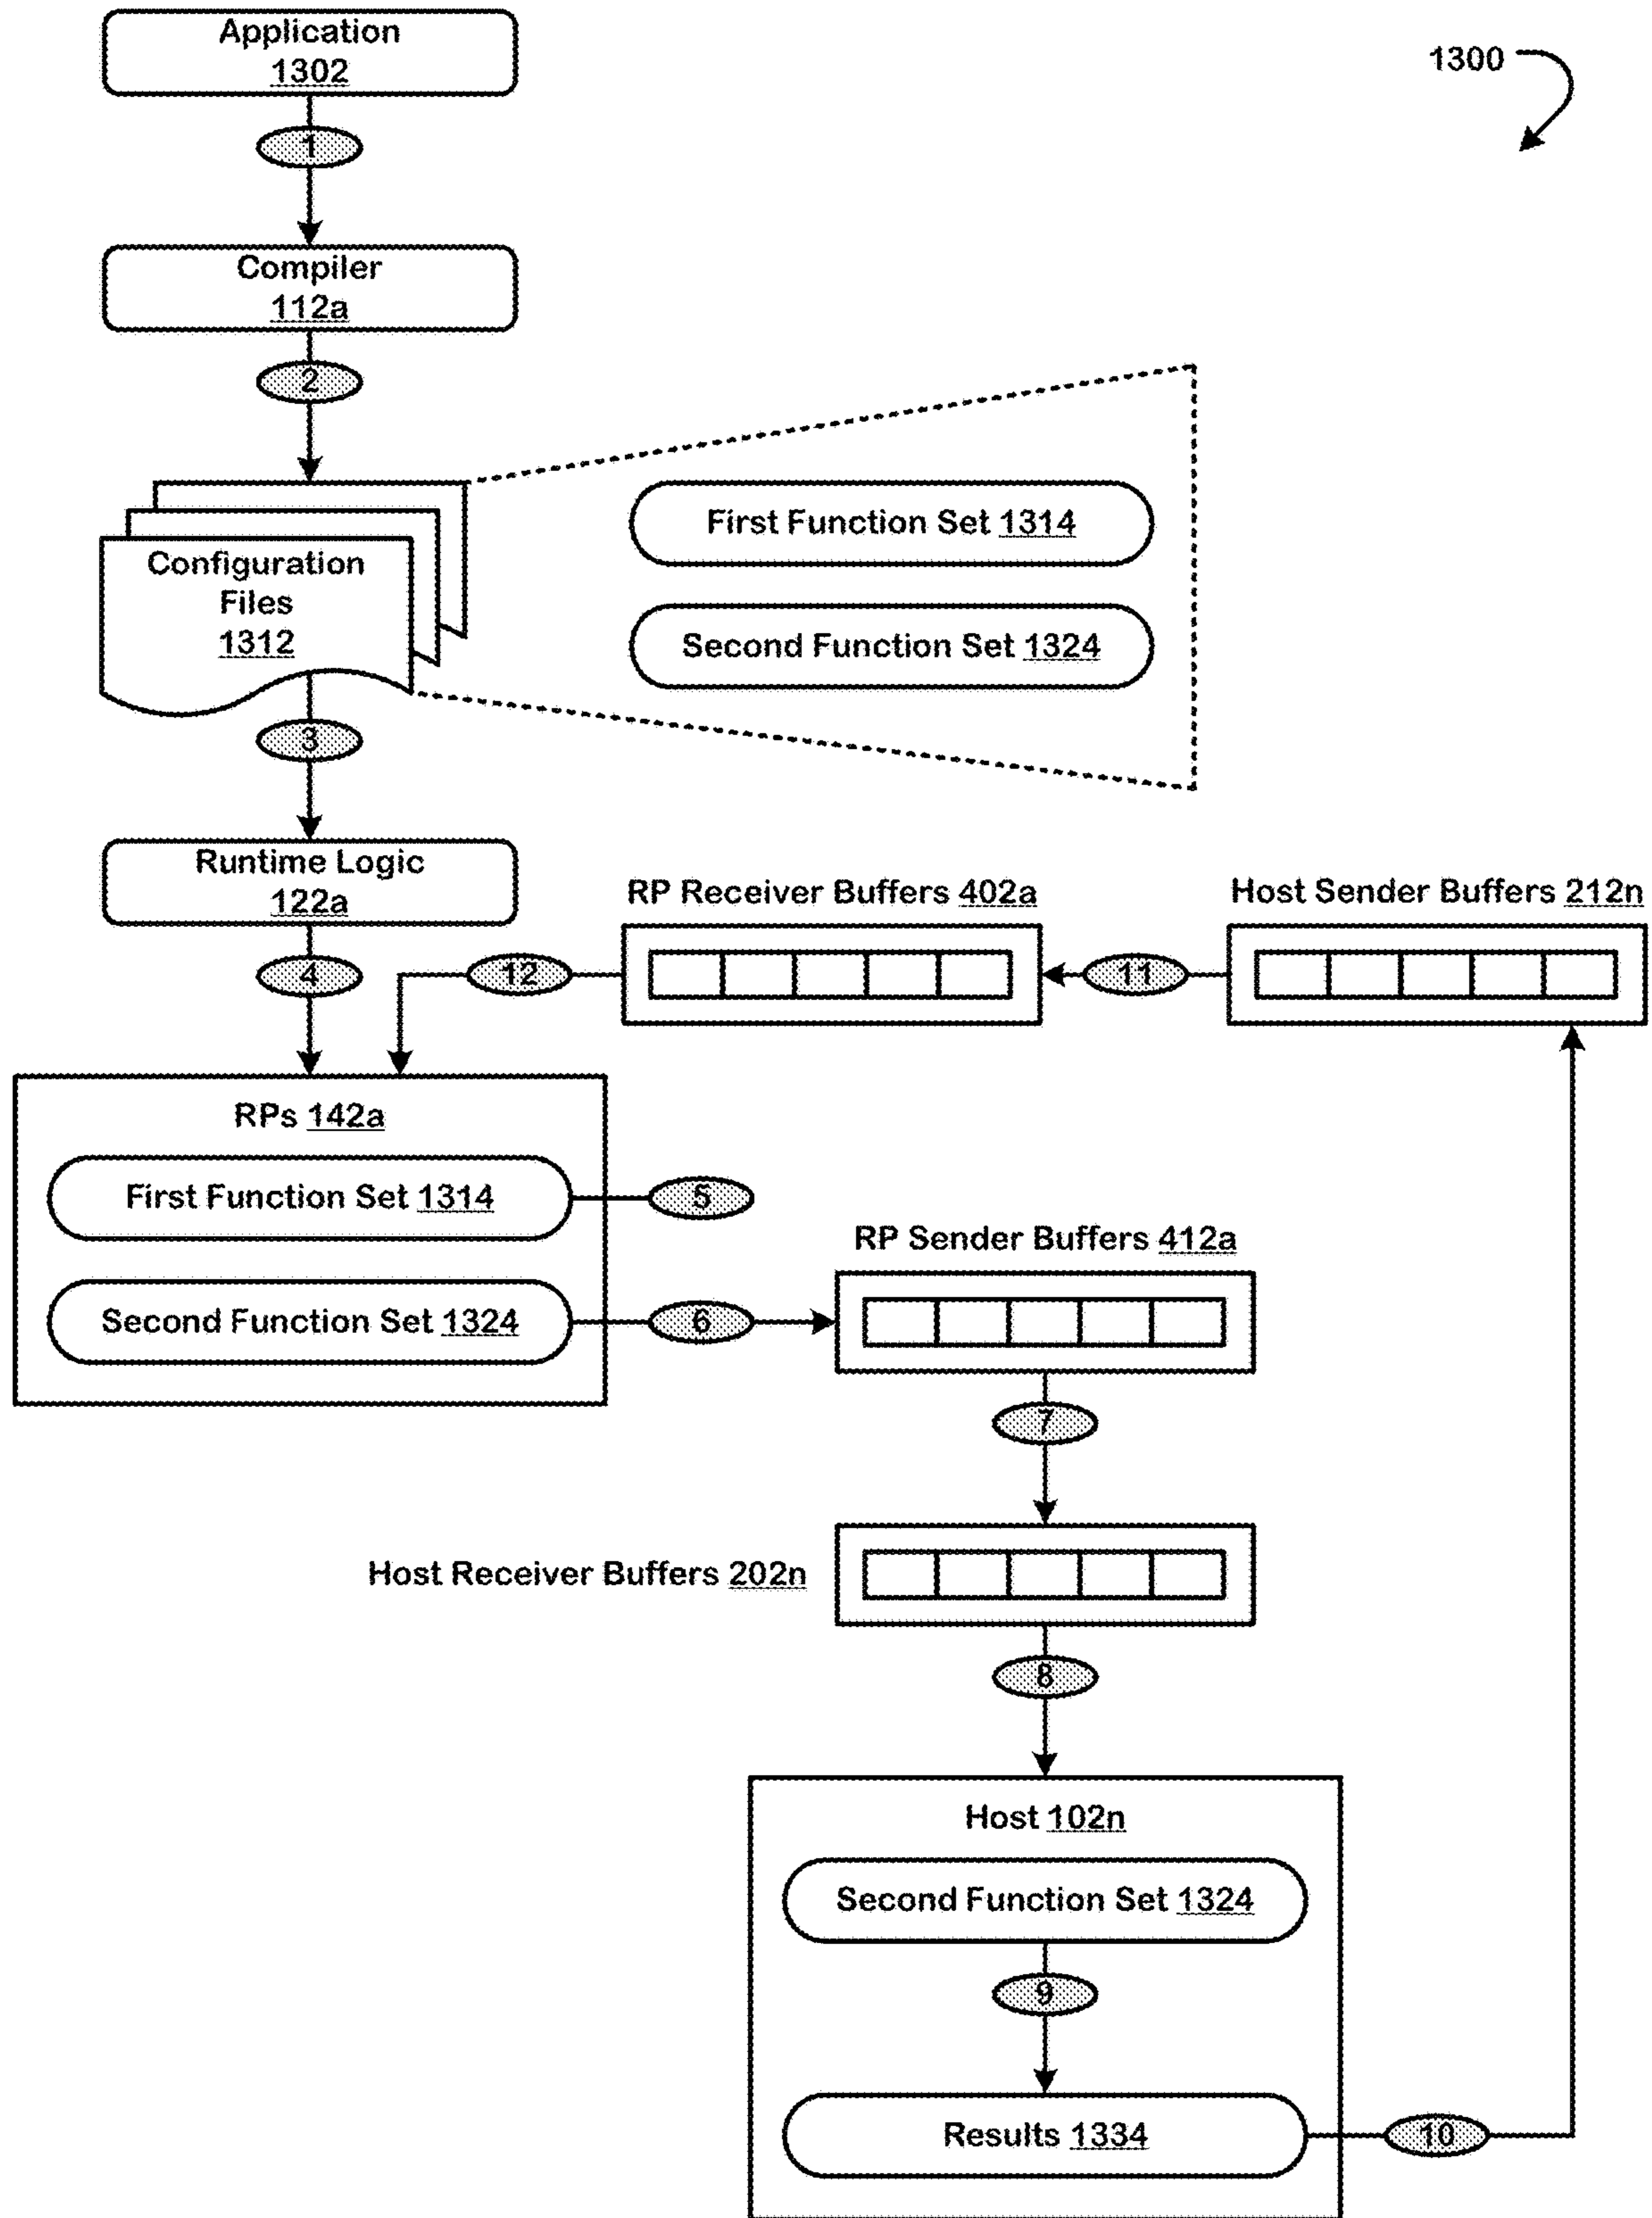 Application
1302
1300
1
Compiler
112a
2
Configuration
Files
1312
First Function Set 1314
Second Function Set 1324
3
Runtime Logic
122a
RP Receiver Buffers 402a
Host Sender Buffers 212n
4
12
11
RPs 142a
First Function Set 1314
5
Second Function Set 1324
6
RP Sender Buffers 412a
7
Host Receiver Buffers 202n
8
Host 102n
Second Function Set 1324
9
Results 1334
10